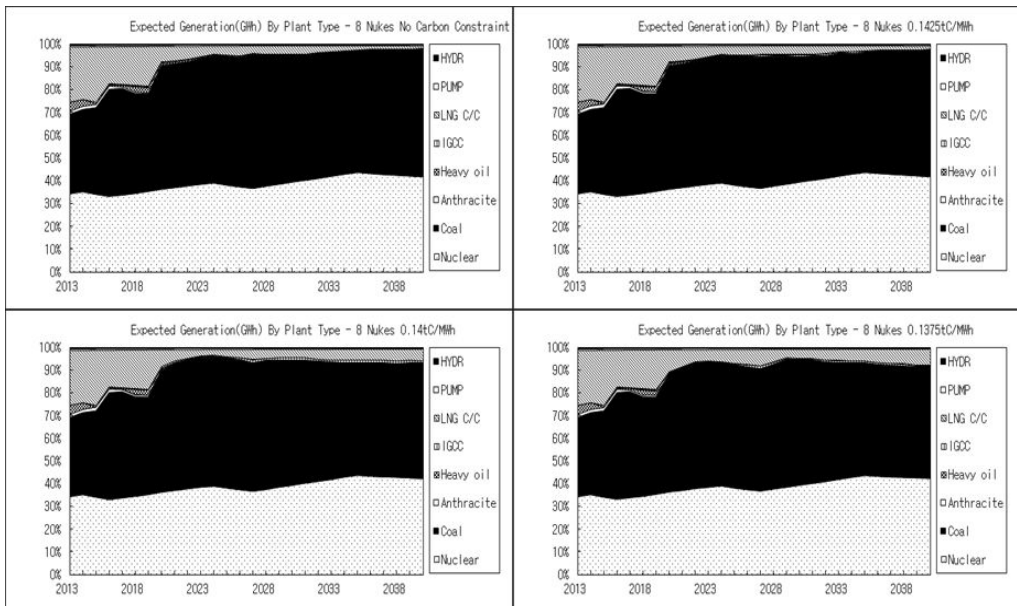 Expected Generation(GWh) By Plant Type - 8 Nukes No Carbon Constraint
100%
90%
80%
70%
60%
50%
40%
30%
20%
10%
0%
2013
2018
2023
2028
2033
2038
HYDR
PUMP
LNG C/C
IGCC
Heavy oil
Anthracite
Coal
Nuclear
Expected Generation(GWh) By Plant Type - 8 Nukes 0.1425tC/MWh
100%
90%
80%
70%
60%
50%
40%
30%
20%
10%
0%
2013
2018
2023
2028
2033
2038
HYDR
PUMP
LNG C/C
IGCC
Heavy oil
Anthracite
Coal
Nuclear
Expected Generation(GWh) By Plant Type - 8 Nukes 0.14tC/MWh
100%
90%
80%
70%
60%
50%
40%
30%
20%
10%
0%
2013
2018
2023
2028
2033
2038
HYDR
PUMP
LNG C/C
IGCC
Heavy oil
Anthracite
Coal
Nuclear
Expected Generation(GWh) By Plant Type - 8 Nukes 0.1375tC/MWh
100%
90%
80%
70%
60%
50%
40%
30%
20%
10%
0%
2013
2018
2023
2028
2033
2038
HYDR
PUMP
LNG C/C
IGCC
Heavy oil
Anthracite
Coal
Nuclear